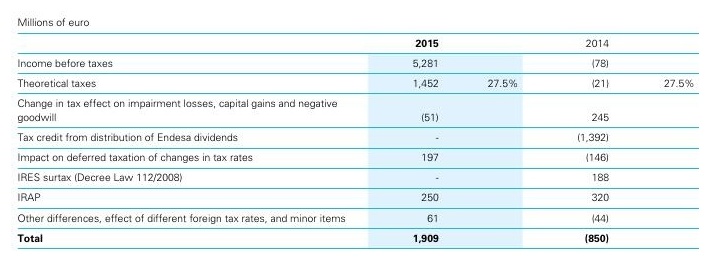 Millions of euro
2015 2014
Income before taxes 5,281 (78)
Theoretical taxes 1,452 27.5% (21) 27.5%
Change in tax effect on impairment losses, capital gains and negative
goodwill (51) 245
Tax credit from distribution of Endesa dividends - (1,392)
Impact on deferred taxation of changes in tax rates 197 (146)
IRES surtax (Decree Law 112/2008) - 188
IRAP 250 320
Other differences, effect of different foreign tax rates, and minor items 61 (44)
Total 1,909 (850)